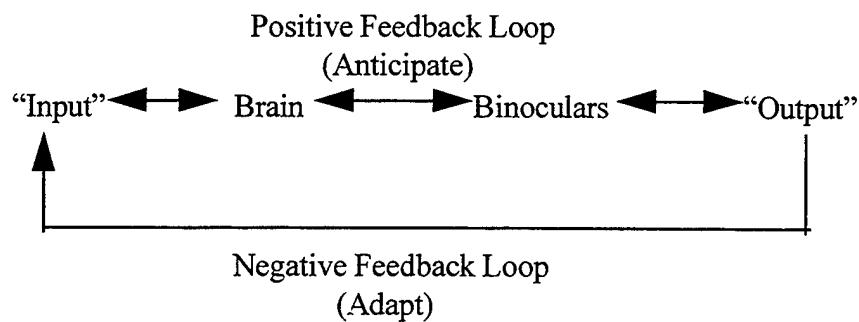 Positive Feedback Loop
(Anticipate)
“Input” Brain Binoculars “Output”
Negative Feedback Loop
(Adapt)